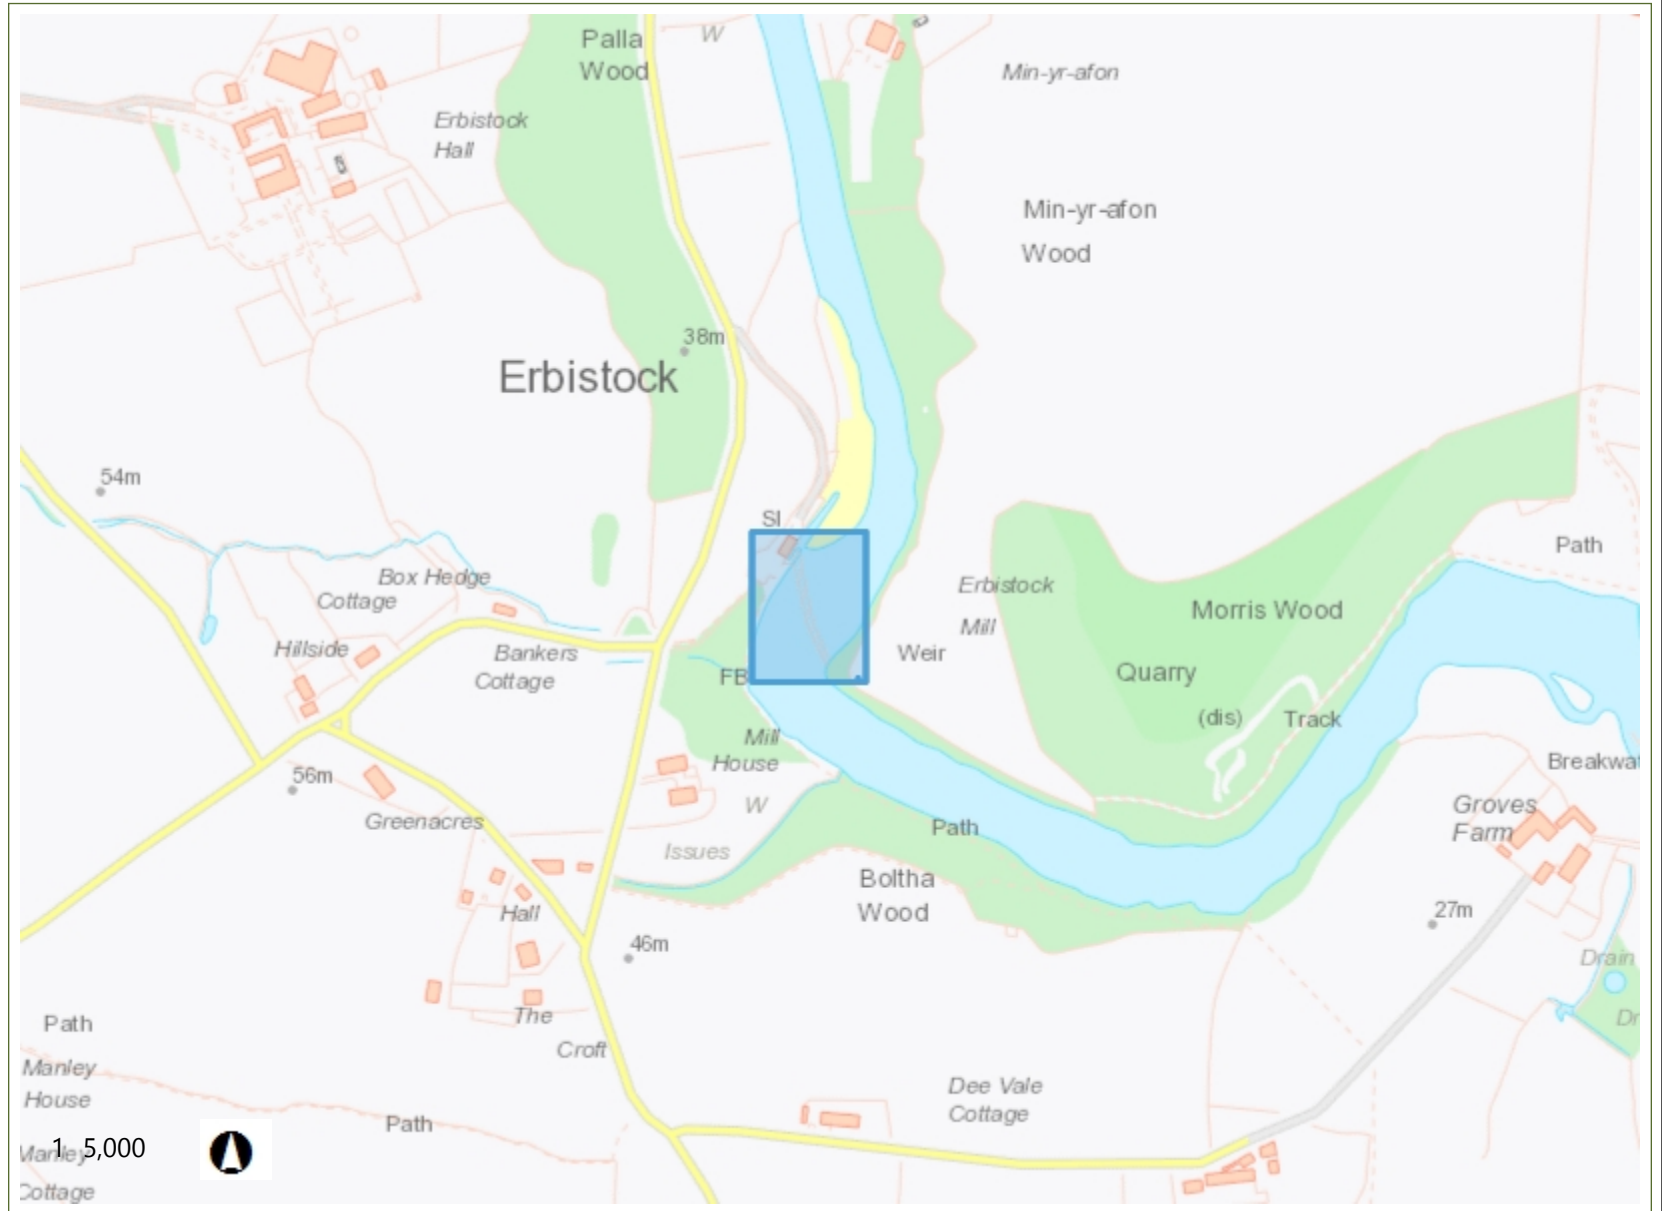 Palla
Wood
W
Min-yr-afon
Erbistock
Hall
Min-yr-afon
Wood
38m
Erbistock
54m
SI
Path
Box Hedge
Cottage
Erbistock
Mill
Morris Wood
Hillside
Bankers
Cottage
Weir
FB
Quarry
(dis)
Track
Mill
House
56m
Breakwa
W
Groves
Farm
Greenacres
Path
Issues
Boltha
Wood
Hall
27m
46m
Drain
The
Dr
Path
Croft
Manley
House
Dee Vale
Cottage
Path
1 5,000
Manley
Cottage